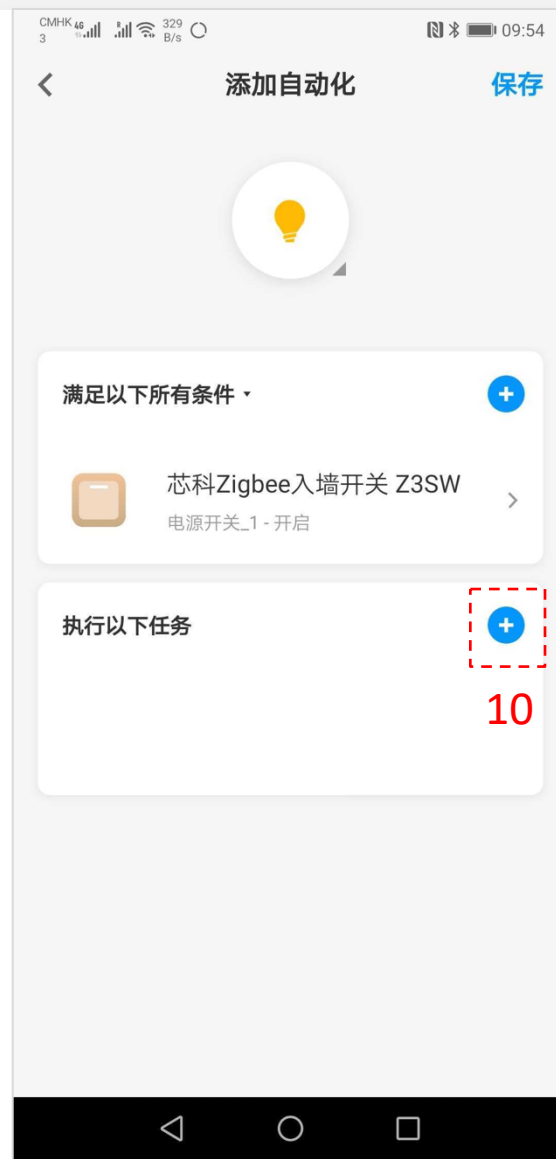 CMHK 4G 329 09:54
3 B/s
添加自动化 保存
满足以下所有条件
芯科Zigbee入墙开关 Z3SW
电源开关_1 - 开启
执行以下任务
10